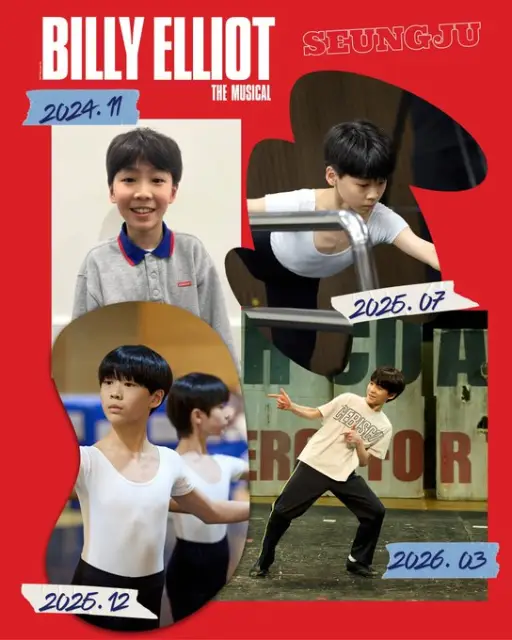 BILLY ELLIOT
THE MUSICAL
SEUNGJU
2024.11
2025.07
2025.12
2026.03